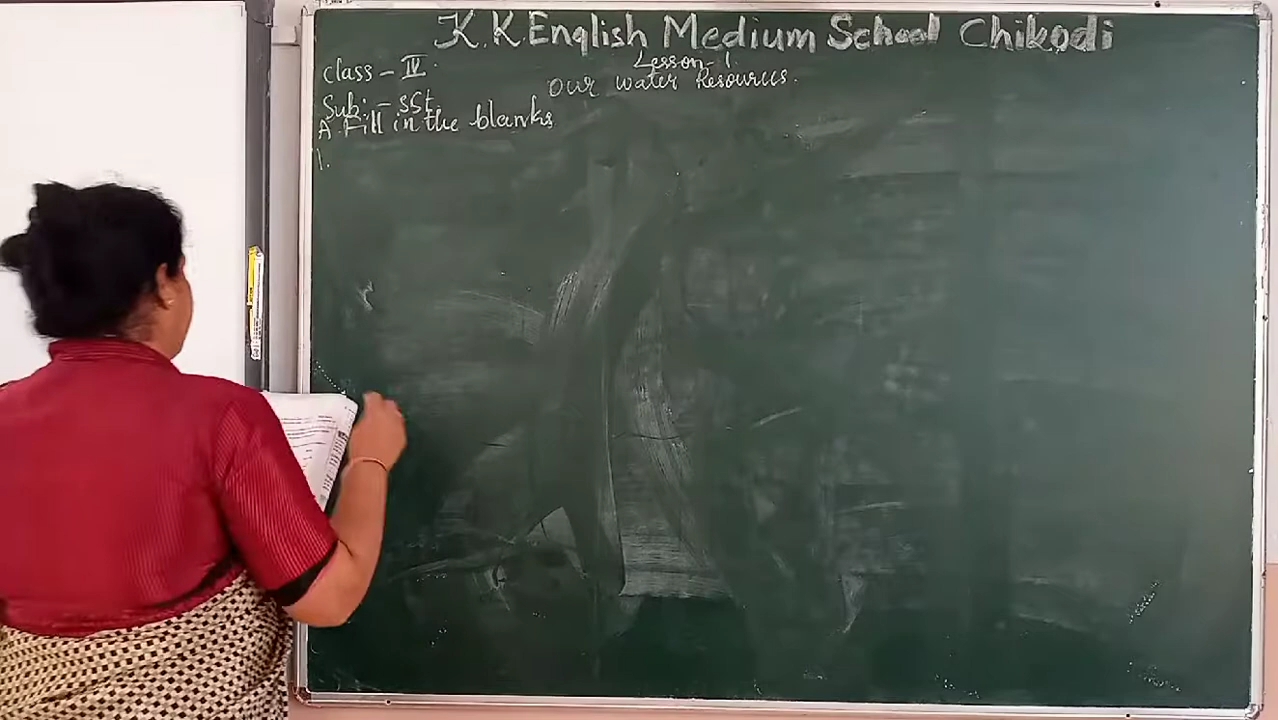 K.K.English Medium School Chikodi
Lesson-1.
Class - IV.
Our water Resources.
Sub:- SSt.
A. Fill in the blanks
1.